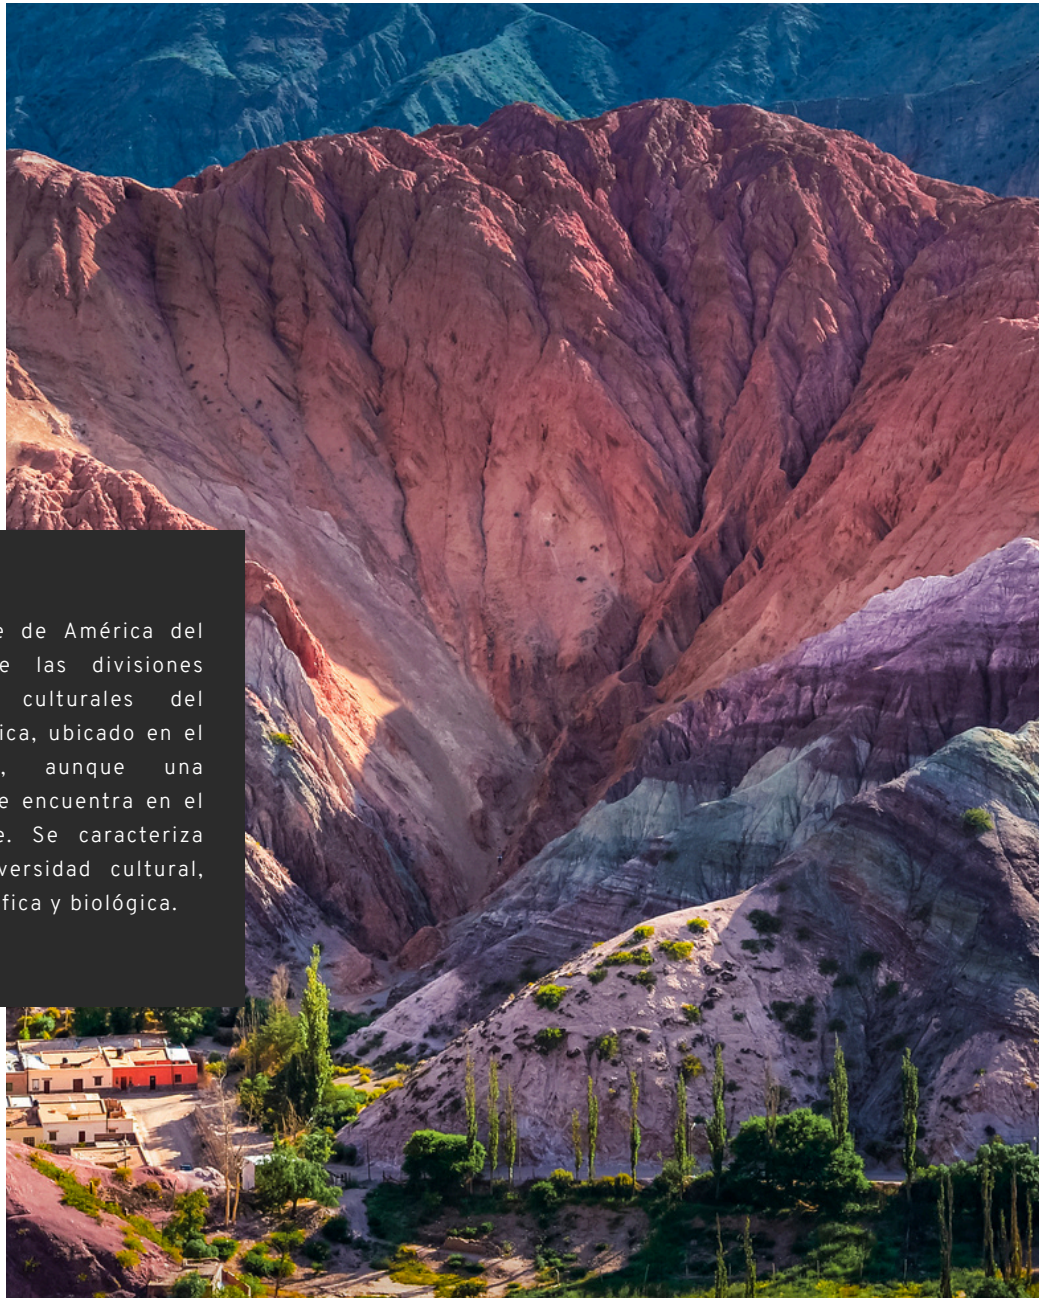 e de América del
e las divisiones
culturales del
ica, ubicado en el
, aunque una
e encuentra en el
e. Se caracteriza
versidad cultural,
fica y biológica.